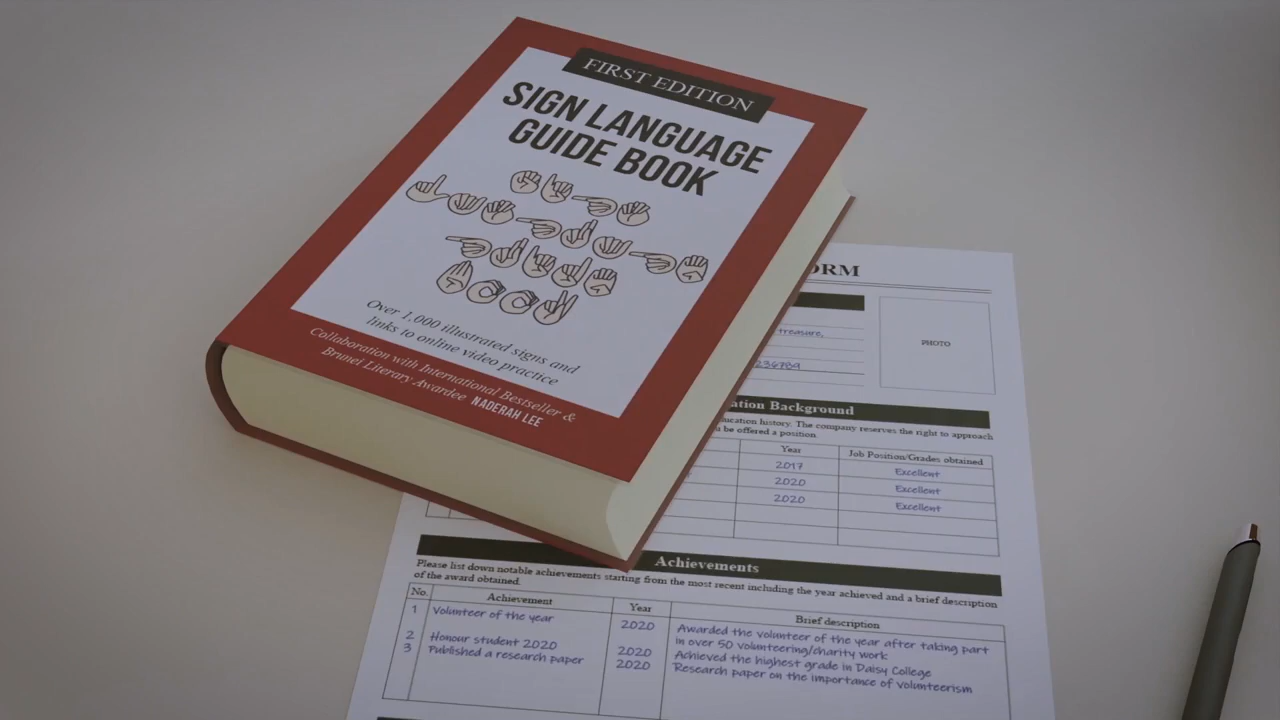 FIRST EDITION
SIGN LANGUAGE
GUIDE BOOK
Over 1,000 illustrated signs and
links to online video practice
Collaboration with International Bestseller &
Brunei Literary Awardee NADERAH LEE
ORM
treasure,
PHOTO
236789
ation Background
ucation history. The company reserves the right to approach
u be offered a position.
Year Job Position/Grades obtained
2017 Excellent
2020 Excellent
2020 Excellent
Achievements
Please list down notable achievements starting from the most recent including the year achieved and a brief description
of the award obtained.
No. Achievement Year Brief description
1 Volunteer of the year 2020 Awarded the volunteer of the year after taking part
in over 50 volunteering/charity work
2 Honour student 2020 2020 Achieved the highest grade in Daisy College
3 Published a research paper 2020 Research paper on the importance of volunteerism